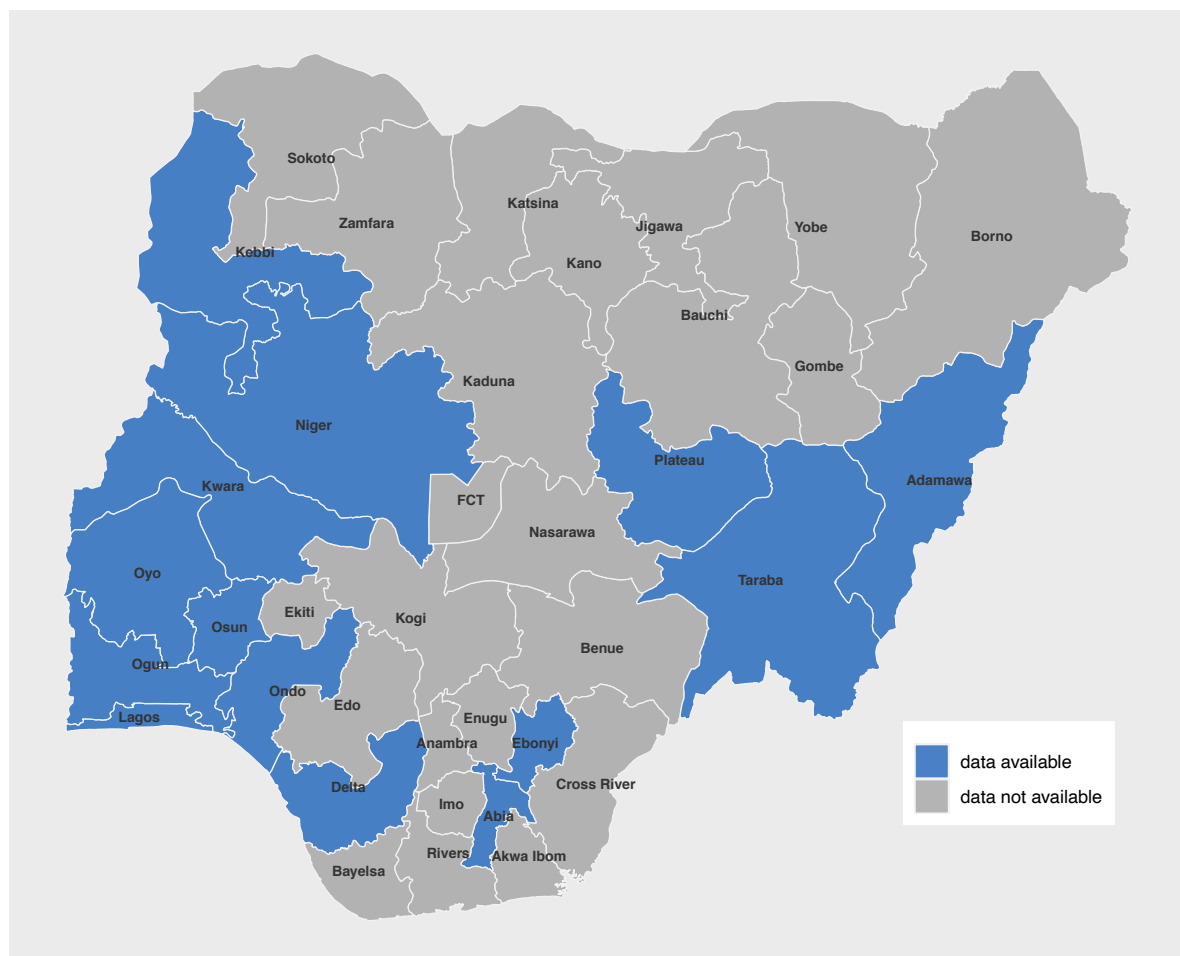 Sokoto
Katsina
Zamfara
Jigawa
Yobe
Borno
Kebbi
Kano
Bauchi
Gombe
Kaduna
Niger
Plateau
Adamawa
Kwara
FCT
Nasarawa
Oyo
Taraba
Ekiti
Kogi
Osun
Benue
Ogun
Ondo
Edo
Lagos
Enugu
Anambra
Ebonyi
Delta
Cross River
Imo
Abia
Rivers
Akwa Ibom
Bayelsa
data available
data not available